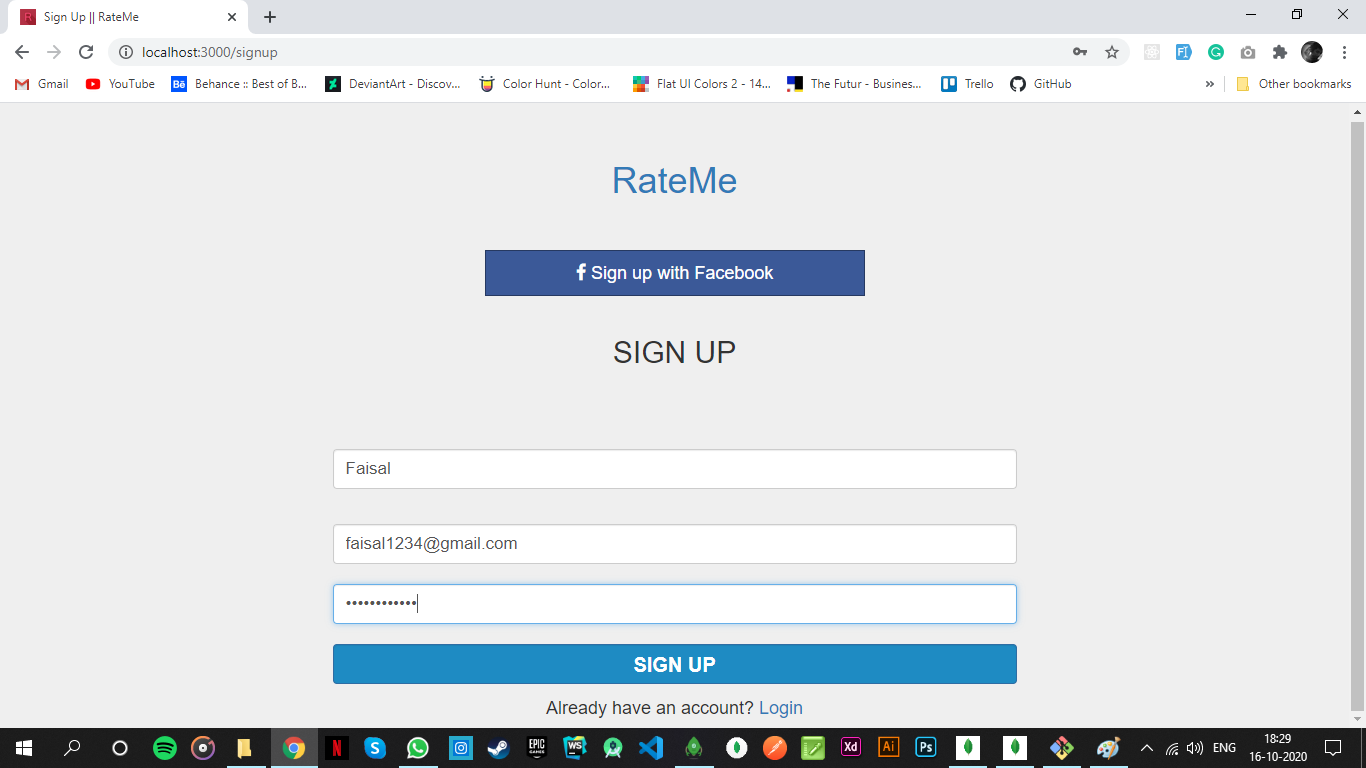 Sign Up || RateMe
localhost:3000/signup
Gmail YouTube Behance :: Best of B... DeviantArt - Discov... Color Hunt - Color... Flat UI Colors 2 - 14... The Futur - Busines... Trello GitHub » Other bookmarks
RateMe
Sign up with Facebook
SIGN UP
Faisal
faisal1234@gmail.com
••••••••••••
SIGN UP
Already have an account? Login
ENG
18:29
16-10-2020